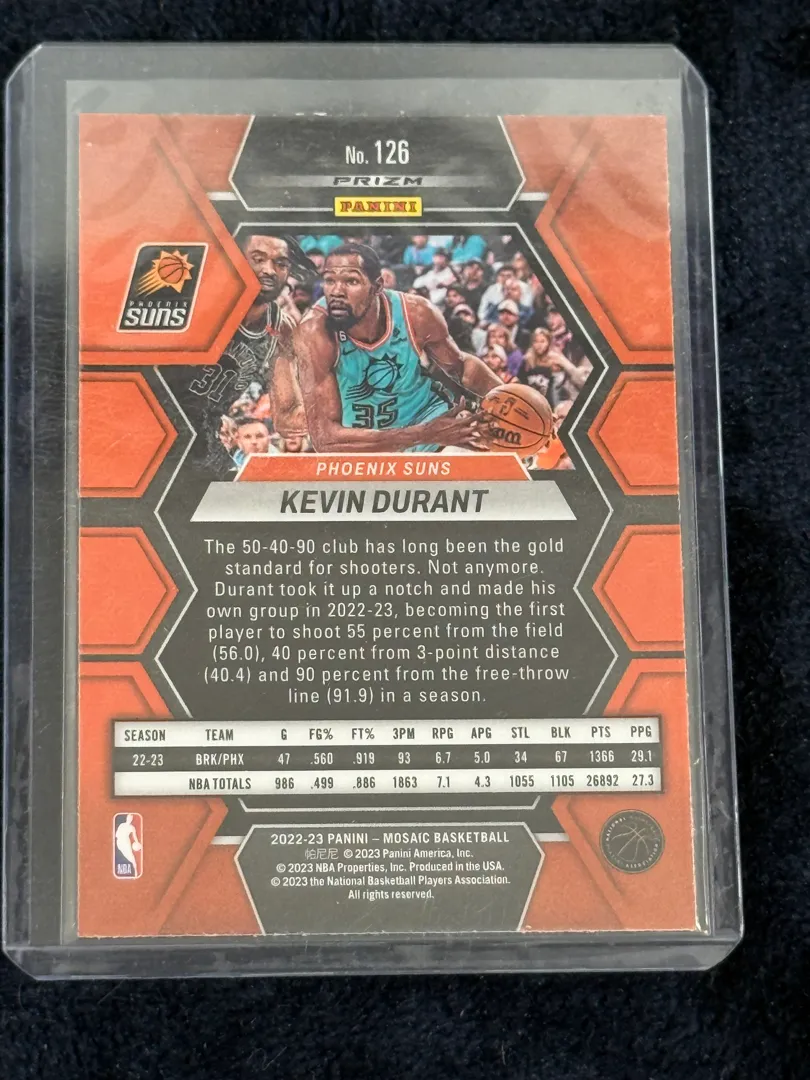 No. 126
PRIZM
PANINI
PHOENIX
SUNS
31
35
PHOENIX SUNS
KEVIN DURANT
The 50-40-90 club has long been the gold
standard for shooters. Not anymore.
Durant took it up a notch and made his
own group in 2022-23, becoming the first
player to shoot 55 percent from the field
(56.0), 40 percent from 3-point distance
(40.4) and 90 percent from the free-throw
line (91.9) in a season.
SEASON TEAM G FG% FT% 3PM RPG APG STL BLK PTS PPG
22-23 BRK/PHX 47 .560 .919 93 6.7 5.0 34 67 1366 29.1
NBA TOTALS 986 .499 .886 1863 7.1 4.3 1055 1105 26892 27.3
NBA
NATIONAL
ASSOCIATION
2022-23 PANINI – MOSAIC BASKETBALL
帕尼尼 © 2023 Panini America, Inc.
© 2023 NBA Properties, Inc. Produced in the USA.
© 2023 the National Basketball Players Association.
All rights reserved.